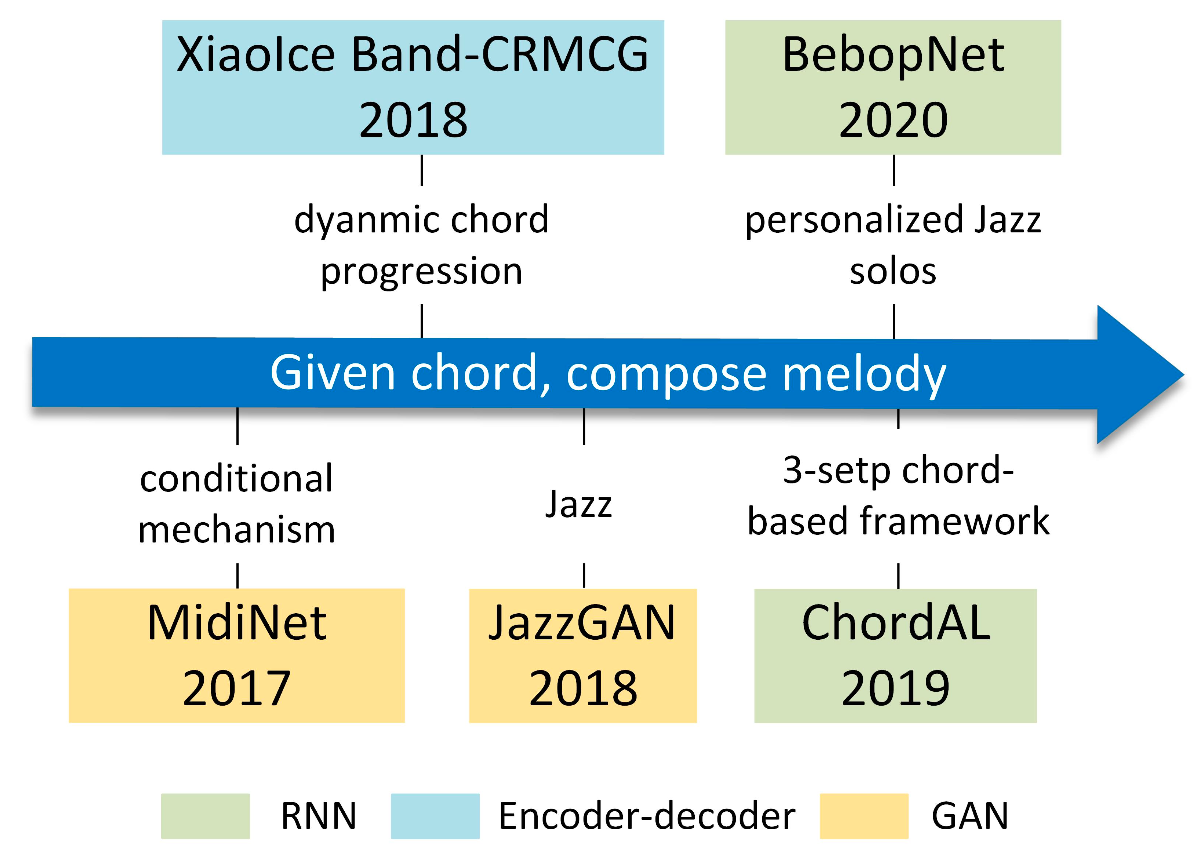 XiaoIce Band-CRMCG
2018
BebopNet
2020
dyanmic chord
progression
personalized Jazz
solos
Given chord, compose melody
conditional
mechanism
Jazz
3-setp chord-
based framework
MidiNet
2017
JazzGAN
2018
ChordAL
2019
RNN
Encoder-decoder
GAN